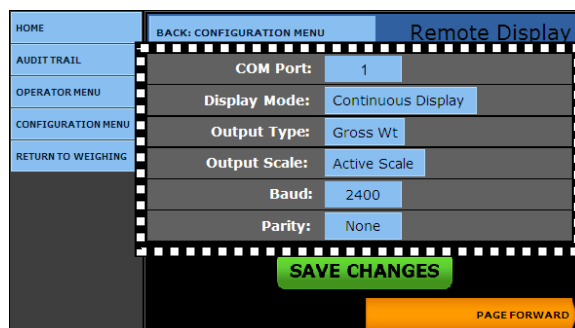 HOME
AUDIT TRAIL
OPERATOR MENU
CONFIGURATION MENU
RETURN TO WEIGHING
BACK: CONFIGURATION MENU
Remote Display
COM Port: 1
Display Mode: Continuous Display
Output Type: Gross Wt
Output Scale: Active Scale
Baud: 2400
Parity: None
SAVE CHANGES
PAGE FORWARD